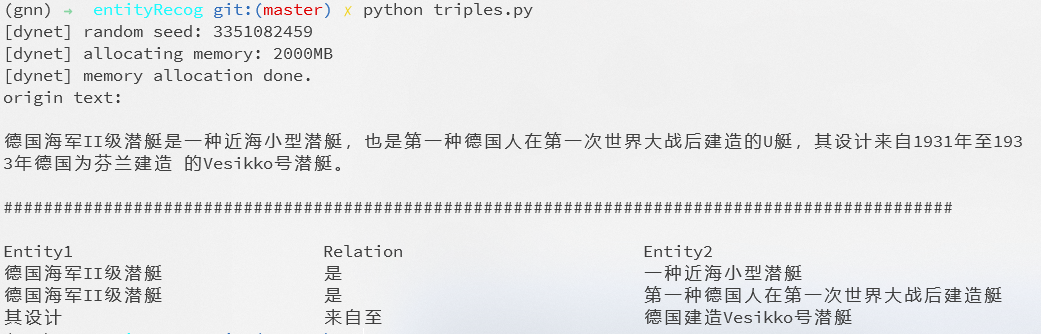 (gnn) → entityRecog git:(master) ✗ python triples.py
[dynet] random seed: 3351082459
[dynet] allocating memory: 2000MB
[dynet] memory allocation done.
origin text:
德国海军II级潜艇是一种近海小型潜艇，也是第一种德国人在第一次世界大战后建造的U艇，其设计来自1931年至193
3年德国为芬兰建造 的Vesikko号潜艇。
###############################################################################################
Entity1 Relation Entity2
德国海军II级潜艇 是 一种近海小型潜艇
德国海军II级潜艇 是 第一种德国人在第一次世界大战后建造艇
其设计 来自至 德国建造Vesikko号潜艇